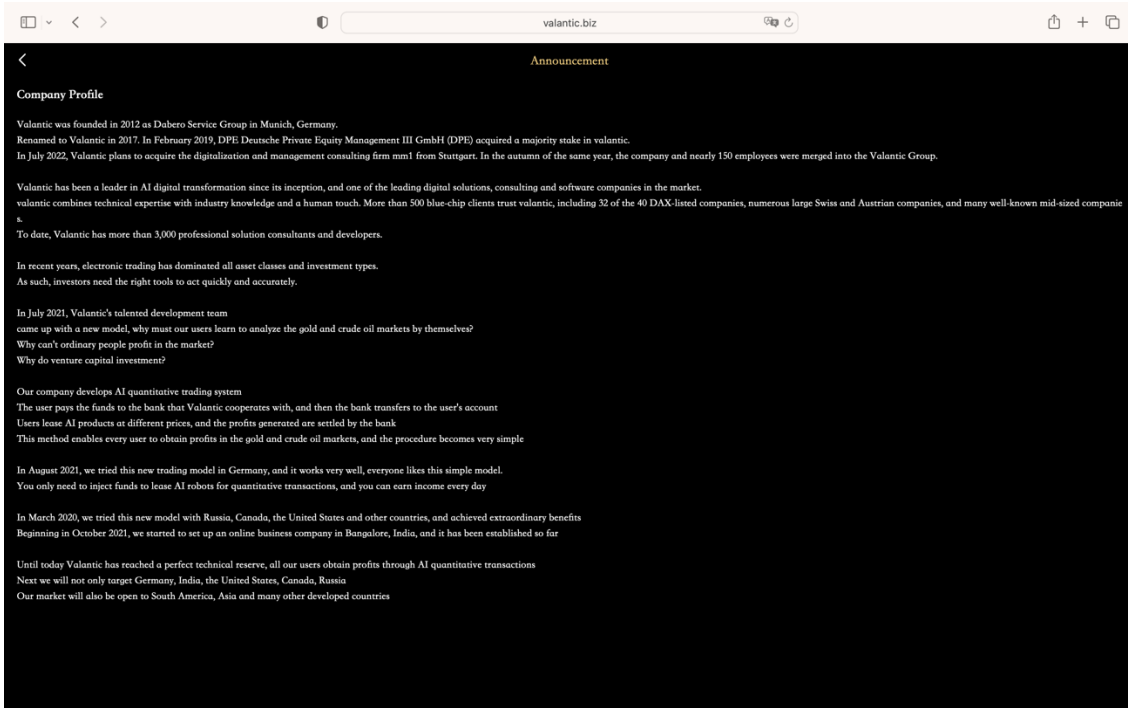 valantic.biz
Announcement
Company Profile
Valantic was founded in 2012 as Dabero Service Group in Munich, Germany.
Renamed to Valantic in 2017. In February 2019, DPE Deutsche Private Equity Management III GmbH (DPE) acquired a majority stake in valantic.
In July 2022, Valantic plans to acquire the digitalization and management consulting firm mm1 from Stuttgart. In the autumn of the same year, the company and nearly 150 employees were merged into the Valantic Group.
Valantic has been a leader in AI digital transformation since its inception, and one of the leading digital solutions, consulting and software companies in the market.
valantic combines technical expertise with industry knowledge and a human touch. More than 500 blue-chip clients trust valantic, including 32 of the 40 DAX-listed companies, numerous large Swiss and Austrian companies, and many well-known mid-sized companie
s.
To date, Valantic has more than 3,000 professional solution consultants and developers.
In recent years, electronic trading has dominated all asset classes and investment types.
As such, investors need the right tools to act quickly and accurately.
In July 2021, Valantic's talented development team
came up with a new model, why must our users learn to analyze the gold and crude oil markets by themselves?
Why can't ordinary people profit in the market?
Why do venture capital investment?
Our company develops AI quantitative trading system
The user pays the funds to the bank that Valantic cooperates with, and then the bank transfers to the user's account
Users lease AI products at different prices, and the profits generated are settled by the bank
This method enables every user to obtain profits in the gold and crude oil markets, and the procedure becomes very simple
In August 2021, we tried this new trading model in Germany, and it works very well, everyone likes this simple model.
You only need to inject funds to lease AI robots for quantitative transactions, and you can earn income every day
In March 2020, we tried this new model with Russia, Canada, the United States and other countries, and achieved extraordinary benefits
Beginning in October 2021, we started to set up an online business company in Bangalore, India, and it has been established so far
Until today Valantic has reached a perfect technical reserve, all our users obtain profits through AI quantitative transactions
Next we will not only target Germany, India, the United States, Canada, Russia
Our market will also be open to South America, Asia and many other developed countries